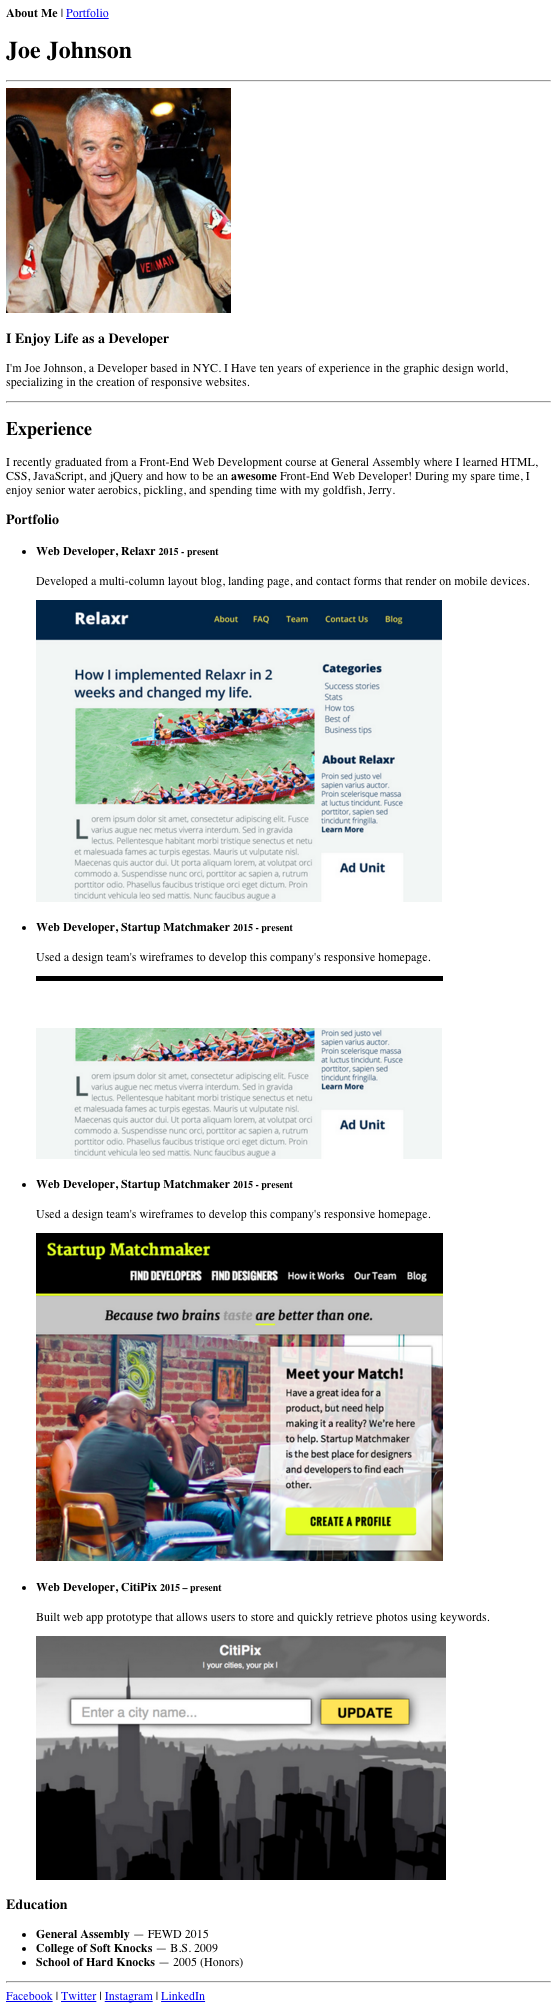 About Me | Portfolio
Joe Johnson
VENKMAN
I Enjoy Life as a Developer
I'm Joe Johnson, a Developer based in NYC. I Have ten years of experience in the graphic design world,
specializing in the creation of responsive websites.
Experience
I recently graduated from a Front-End Web Development course at General Assembly where I learned HTML,
CSS, JavaScript, and jQuery and how to be an awesome Front-End Web Developer! During my spare time, I
enjoy senior water aerobics, pickling, and spending time with my goldfish, Jerry.
Portfolio
Web Developer, Relaxr 2015 - present
Developed a multi-column layout blog, landing page, and contact forms that render on mobile devices.
Relaxr About FAQ Team Contact Us Blog
How I implemented Relaxr in 2
weeks and changed my life.
Categories
Success stories
Stats
How tos
Best of
Business tips
About Relaxr
Proin sed justo vel
sapien varius auctor.
Proin scelerisque massa
at luctus tincidunt. Fusce
porttitor, sapien sed
tincidunt fringilla.
Learn More
Ad Unit
Lorem ipsum dolor sit amet, consectetur adipiscing elit. Fusce
varius augue nec metus viverra interdum. Sed in gravida
lectus. Pellentesque habitant morbi tristique senectus et netu
et malesuada fames ac turpis egestas. Mauris ut vulputate nisl.
Maecenas quis auctor dui. Ut porta aliquam lorem, at volutpat orci
commodo a. Suspendisse nunc orci, porttitor ac sapien a, rutrum
porttitor odio. Phasellus faucibus tristique orci eget dictum. Proin
tincidunt viverra leo sed mattis. Nunc faucibus augue a
Web Developer, Startup Matchmaker 2015 - present
Used a design team's wireframes to develop this company's responsive homepage.
Proin sed justo vel
sapien varius auctor.
Proin scelerisque massa
at luctus tincidunt. Fusce
porttitor, sapien sed
tincidunt fringilla.
Learn More
Ad Unit
Lorem ipsum dolor sit amet, consectetur adipiscing elit. Fusce
varius augue nec metus viverra interdum. Sed in gravida
lectus. Pellentesque habitant morbi tristique senectus et netu
et malesuada fames ac turpis egestas. Mauris ut vulputate nisl.
Maecenas quis auctor dui. Ut porta aliquam lorem, at volutpat orci
commodo a. Suspendisse nunc orci, porttitor ac sapien a, rutrum
porttitor odio. Phasellus faucibus tristique orci eget dictum. Proin
tincidunt viverra leo sed mattis. Nunc faucibus augue a
Web Developer, Startup Matchmaker 2015 - present
Used a design team's wireframes to develop this company's responsive homepage.
Startup Matchmaker
FIND DEVELOPERS FIND DESIGNERS How it Works Our Team Blog
Because two brains taste are better than one.
Meet your Match!
Have a great idea for a
product, but need help
making it a reality? We're here
to help. Startup Matchmaker
is the best place for designers
and developers to find each
other.
CREATE A PROFILE
Web Developer, CitiPix 2015 – present
Built web app prototype that allows users to store and quickly retrieve photos using keywords.
CitiPix
! your cities, your pix !
Enter a city name... UPDATE
Education
General Assembly — FEWD 2015
College of Soft Knocks — B.S. 2009
School of Hard Knocks — 2005 (Honors)
Facebook | Twitter | Instagram | LinkedIn